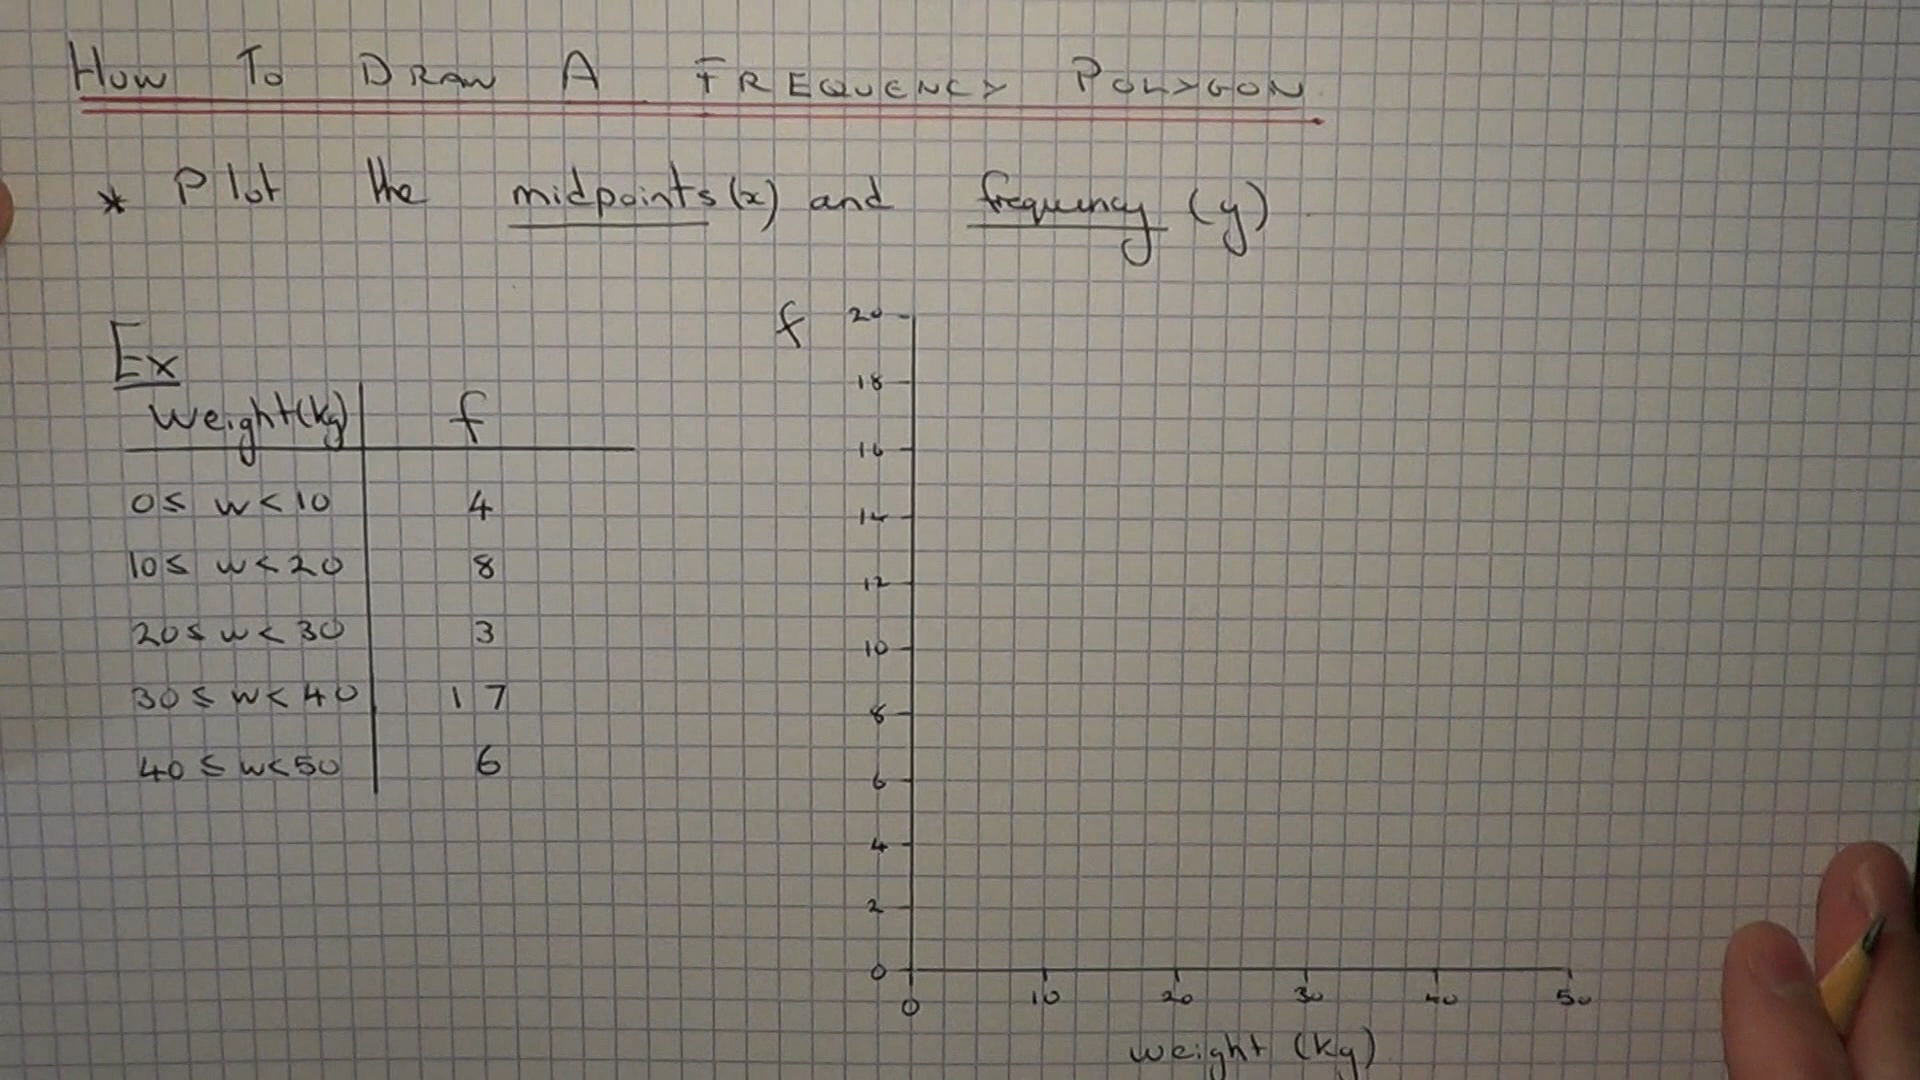 HOW TO DRAW A FREQUENCY POLYGON
* Plot the midpoints (x) and frequency (y)
Ex
Weight(kg) f
0≤ w<10 4
10≤ w<20 8
20≤ w<30 3
30≤ w<40 17
40≤ w<50 6
f
20
18
16
14
12
10
8
6
4
2
0
0 10 20 30 40 50
weight (kg)